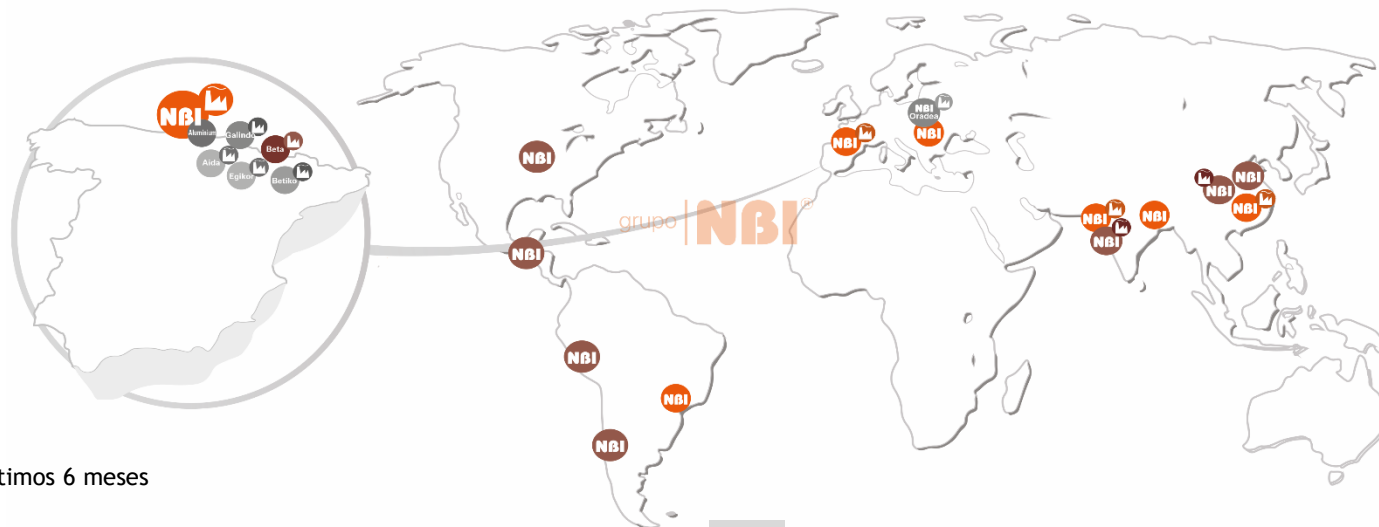 NBI
Aluminium
Galindo
Beta
Aida
Egikor
Betiko
NBI
NBI
grupo | NBI®
NBI
NBI
NBI
NBI
NBI
Oradea
NBI
NBI
NBI
NBI
NBI
NBI
NBI
NBI
timos 6 meses